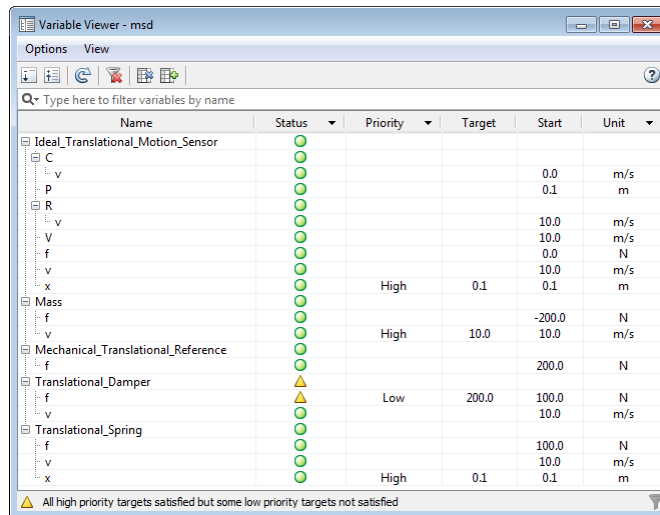 Variable Viewer - msd
Options View
Type here to filter variables by name
Name Status Priority Target Start Unit
Ideal_Translational_Motion_Sensor
C
v 0.0 m/s
P 0.1 m
R
v 10.0 m/s
V 10.0 m/s
f 0.0 N
v 10.0 m/s
x High 0.1 0.1 m
Mass
f -200.0 N
v High 10.0 10.0 m/s
Mechanical_Translational_Reference
f 200.0 N
Translational_Damper
f Low 200.0 100.0 N
v 10.0 m/s
Translational_Spring
f 100.0 N
v 10.0 m/s
x High 0.1 0.1 m
All high priority targets satisfied but some low priority targets not satisfied